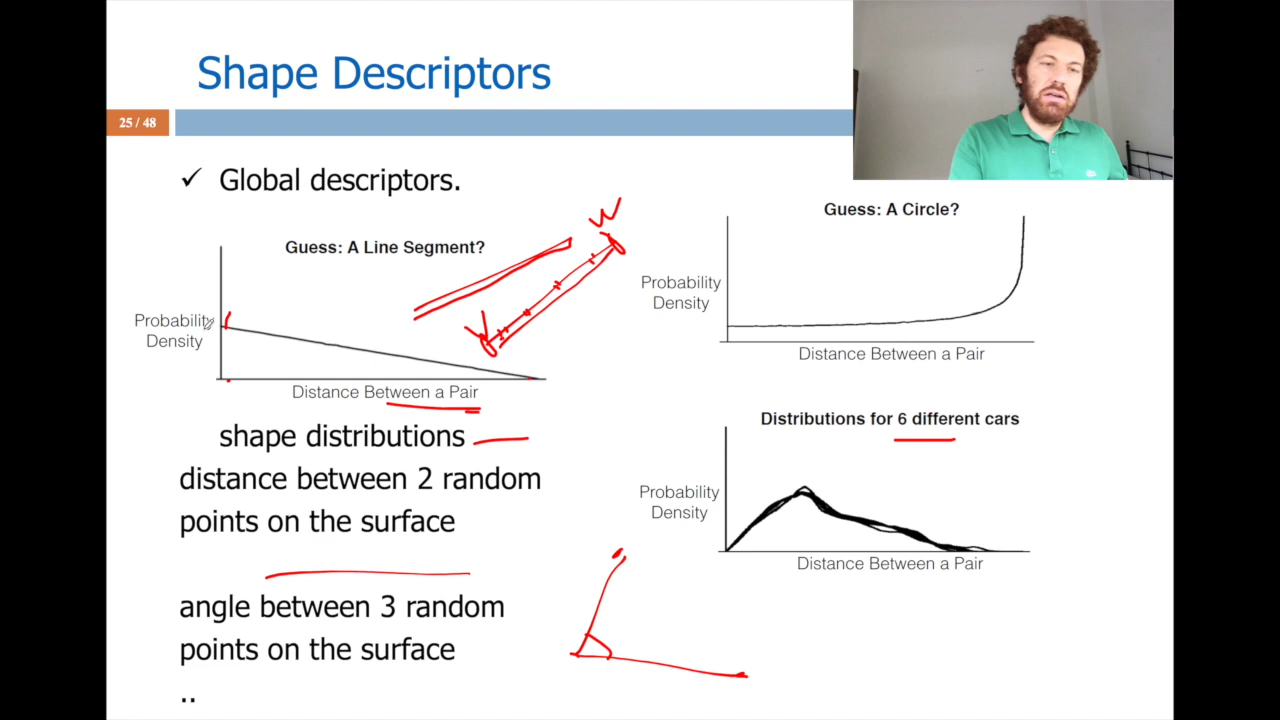 Shape Descriptors
25 / 48
✓ Global descriptors.
Guess: A Line Segment?
Probability
Density
Distance Between a Pair
W
V
shape distributions
distance between 2 random
points on the surface
angle between 3 random
points on the surface
..
Guess: A Circle?
Probability
Density
Distance Between a Pair
Distributions for 6 different cars
Probability
Density
Distance Between a Pair